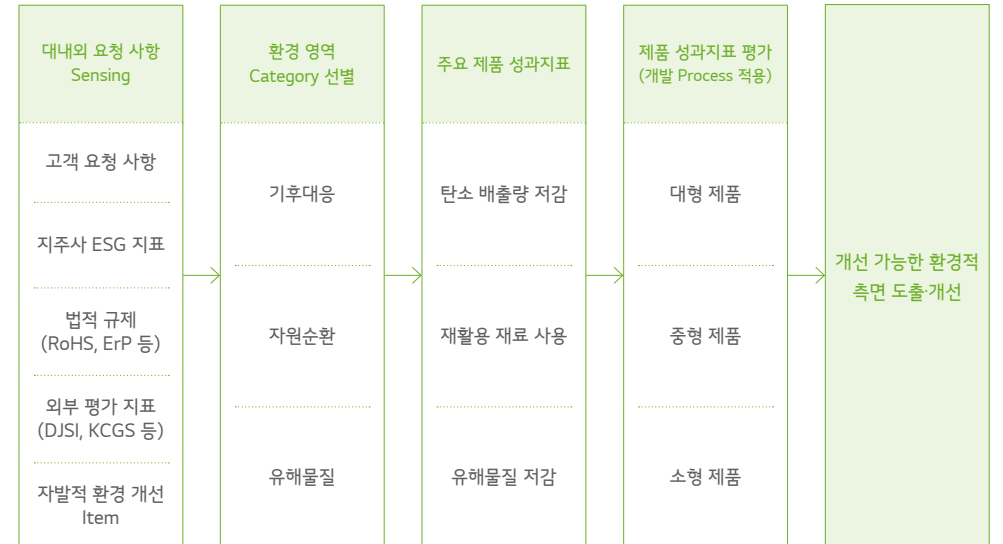 대내외 요청 사항
Sensing
고객 요청 사항
지주사 ESG 지표
법적 규제
(RoHS, ErP 등)
외부 평가 지표
(DJSI, KCGS 등)
자발적 환경 개선
Item
환경 영역
Category 선별
기후대응
자원순환
유해물질
주요 제품 성과지표
탄소 배출량 저감
재활용 재료 사용
유해물질 저감
제품 성과지표 평가
(개발 Process 적용)
대형 제품
중형 제품
소형 제품
개선 가능한 환경적
측면 도출·개선